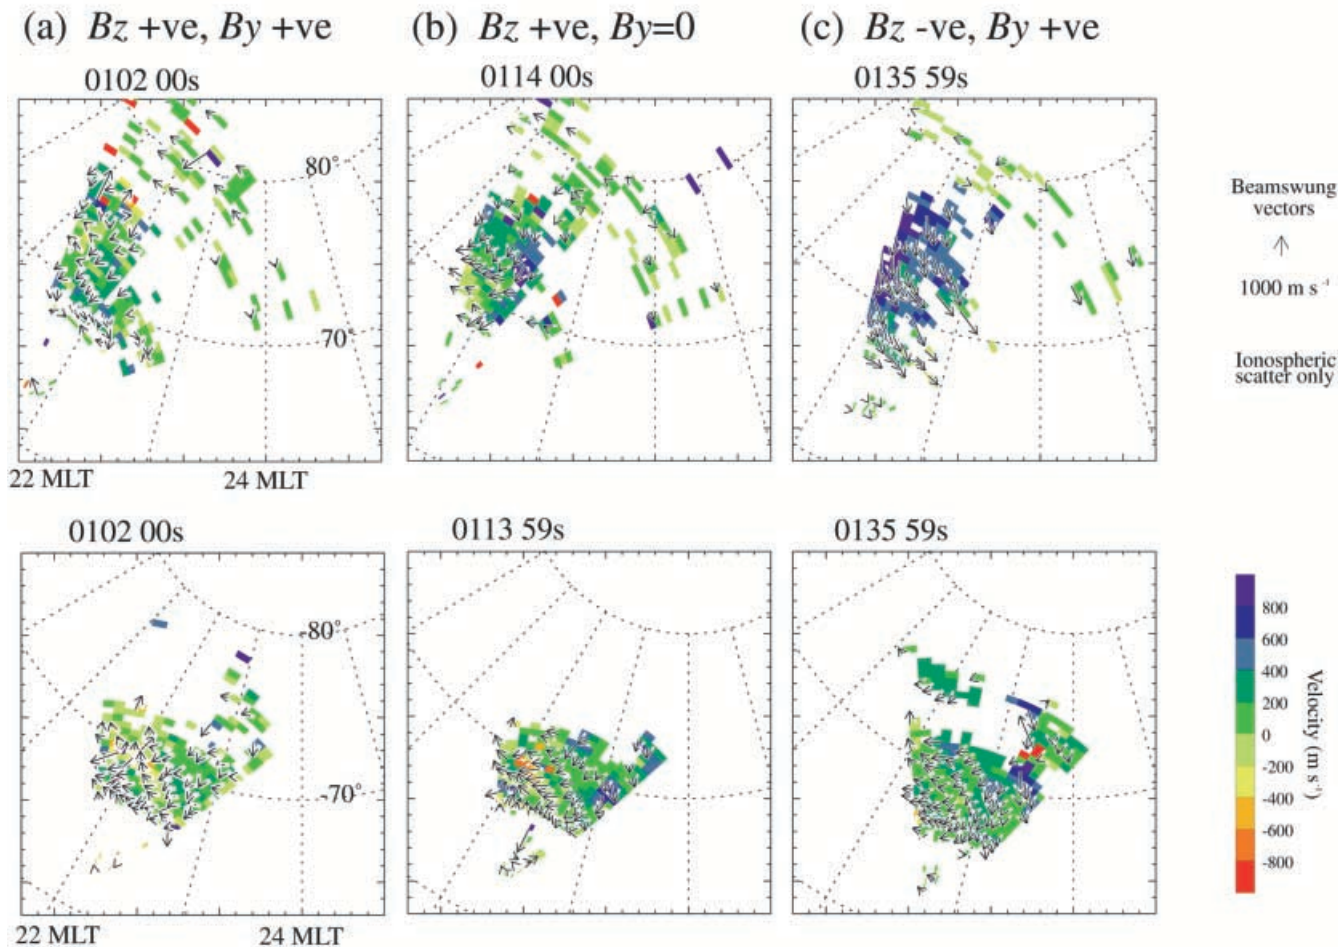 (a) Bz +ve, By +ve
(b) Bz +ve, By=0
(c) Bz -ve, By +ve
0102 00s
0114 00s
0135 59s
80°
70°
22 MLT
24 MLT
Beamswung
vectors
1000 m s⁻¹
Ionospheric
scatter only
0102 00s
0113 59s
0135 59s
-80°
-70°
22 MLT
24 MLT
800
600
400
200
0
-200
-400
-600
-800
Velocity (m s⁻¹)